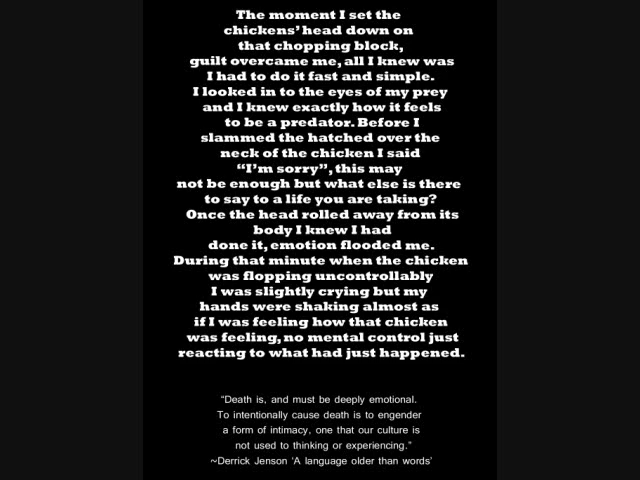 The moment I set the
chickens’ head down on
that chopping block,
guilt overcame me, all I knew was
I had to do it fast and simple.
I looked in to the eyes of my prey
and I knew exactly how it feels
to be a predator. Before I
slammed the hatched over the
neck of the chicken I said
“I’m sorry”, this may
not be enough but what else is there
to say to a life you are taking?
Once the head rolled away from its
body I knew I had
done it, emotion flooded me.
During that minute when the chicken
was flopping uncontrollably
I was slightly crying but my
hands were shaking almost as
if I was feeling how that chicken
was feeling, no mental control just
reacting to what had just happened.
“Death is, and must be deeply emotional.
To intentionally cause death is to engender
a form of intimacy, one that our culture is
not used to thinking or experiencing.”
~Derrick Jenson ‘A language older than words’